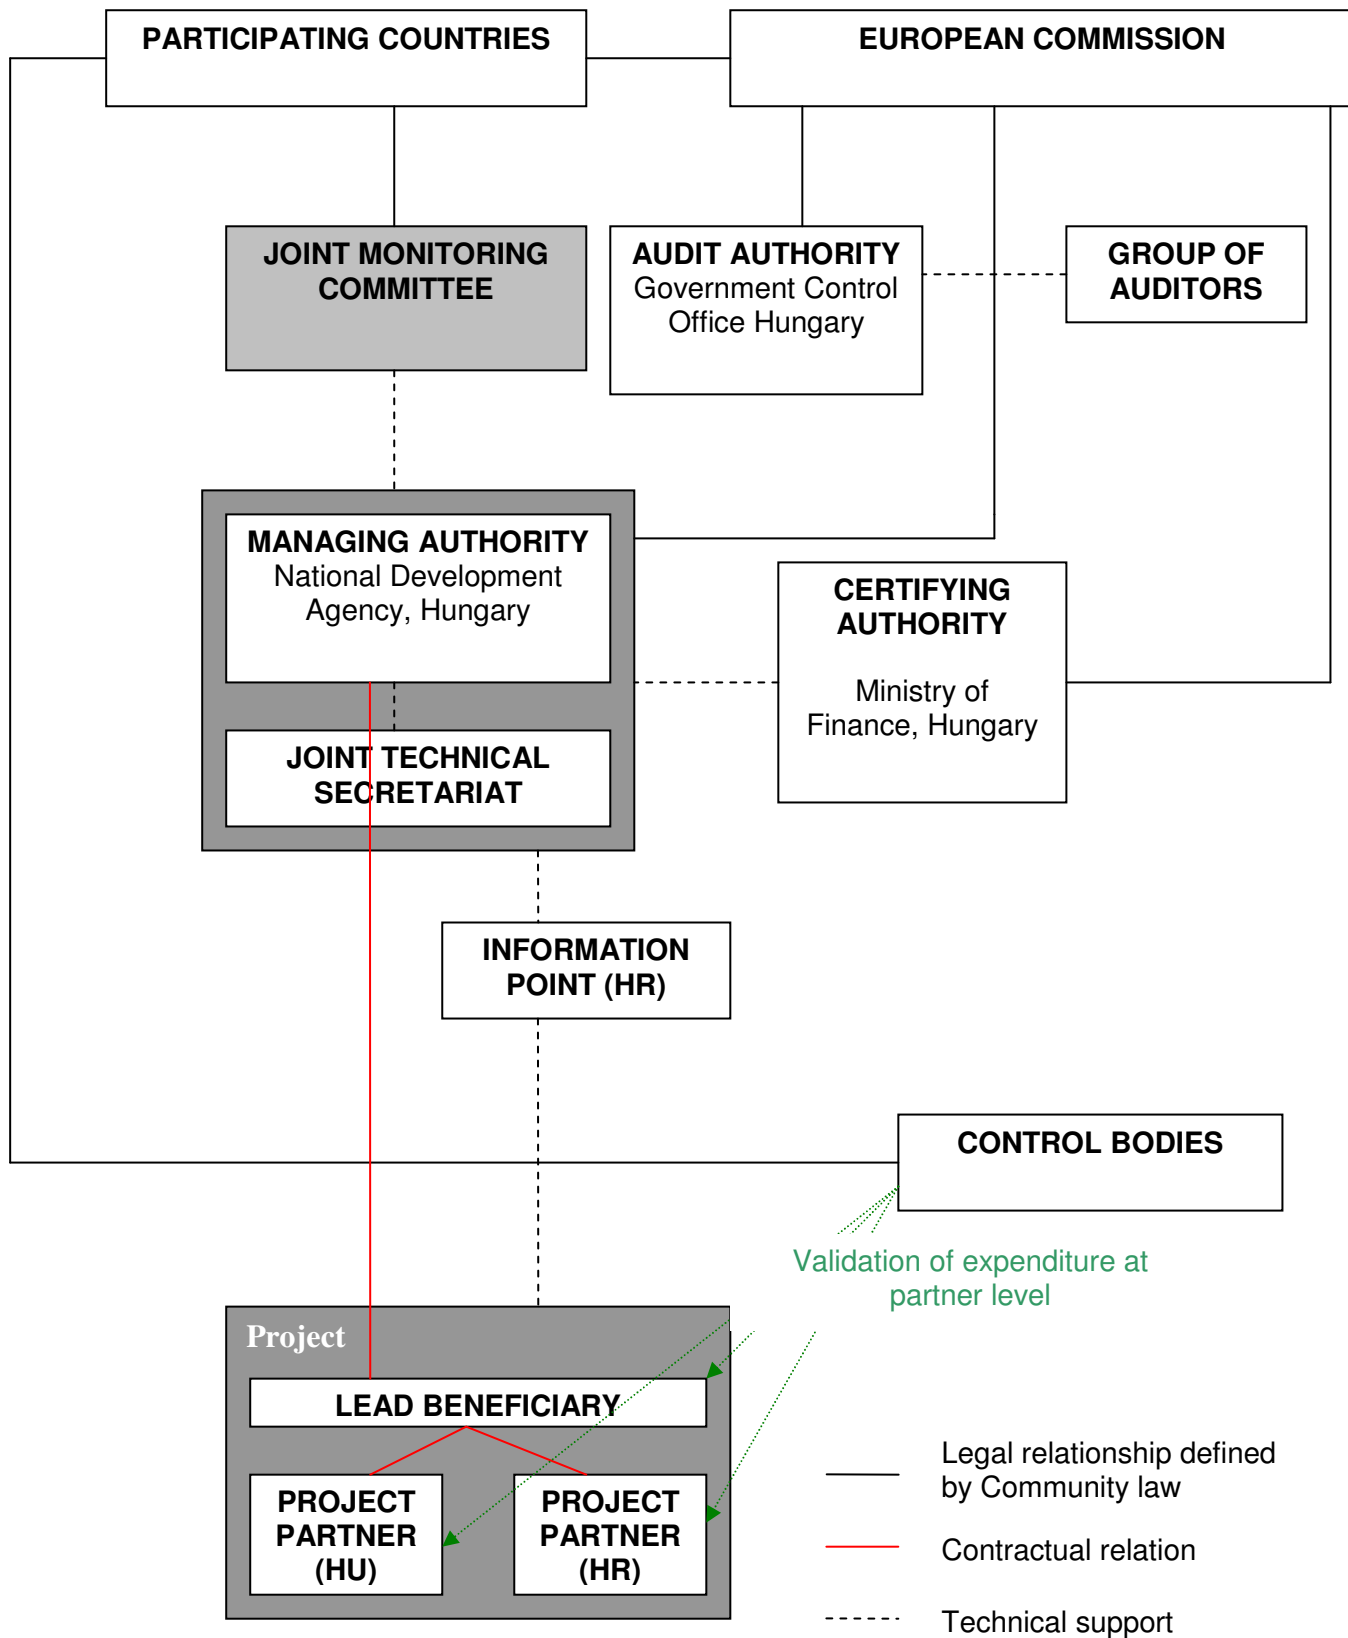 PARTICIPATING COUNTRIES
EUROPEAN COMMISSION
JOINT MONITORING
COMMITTEE
AUDIT AUTHORITY
Government Control
Office Hungary
GROUP OF
AUDITORS
MANAGING AUTHORITY
National Development
Agency, Hungary
CERTIFYING
AUTHORITY
Ministry of
Finance, Hungary
JOINT TECHNICAL
SECRETARIAT
INFORMATION
POINT (HR)
CONTROL BODIES
Validation of expenditure at
partner level
Project
LEAD BENEFICIARY
PROJECT
PARTNER
(HU)
PROJECT
PARTNER
(HR)
Legal relationship defined
by Community law
Contractual relation
Technical support